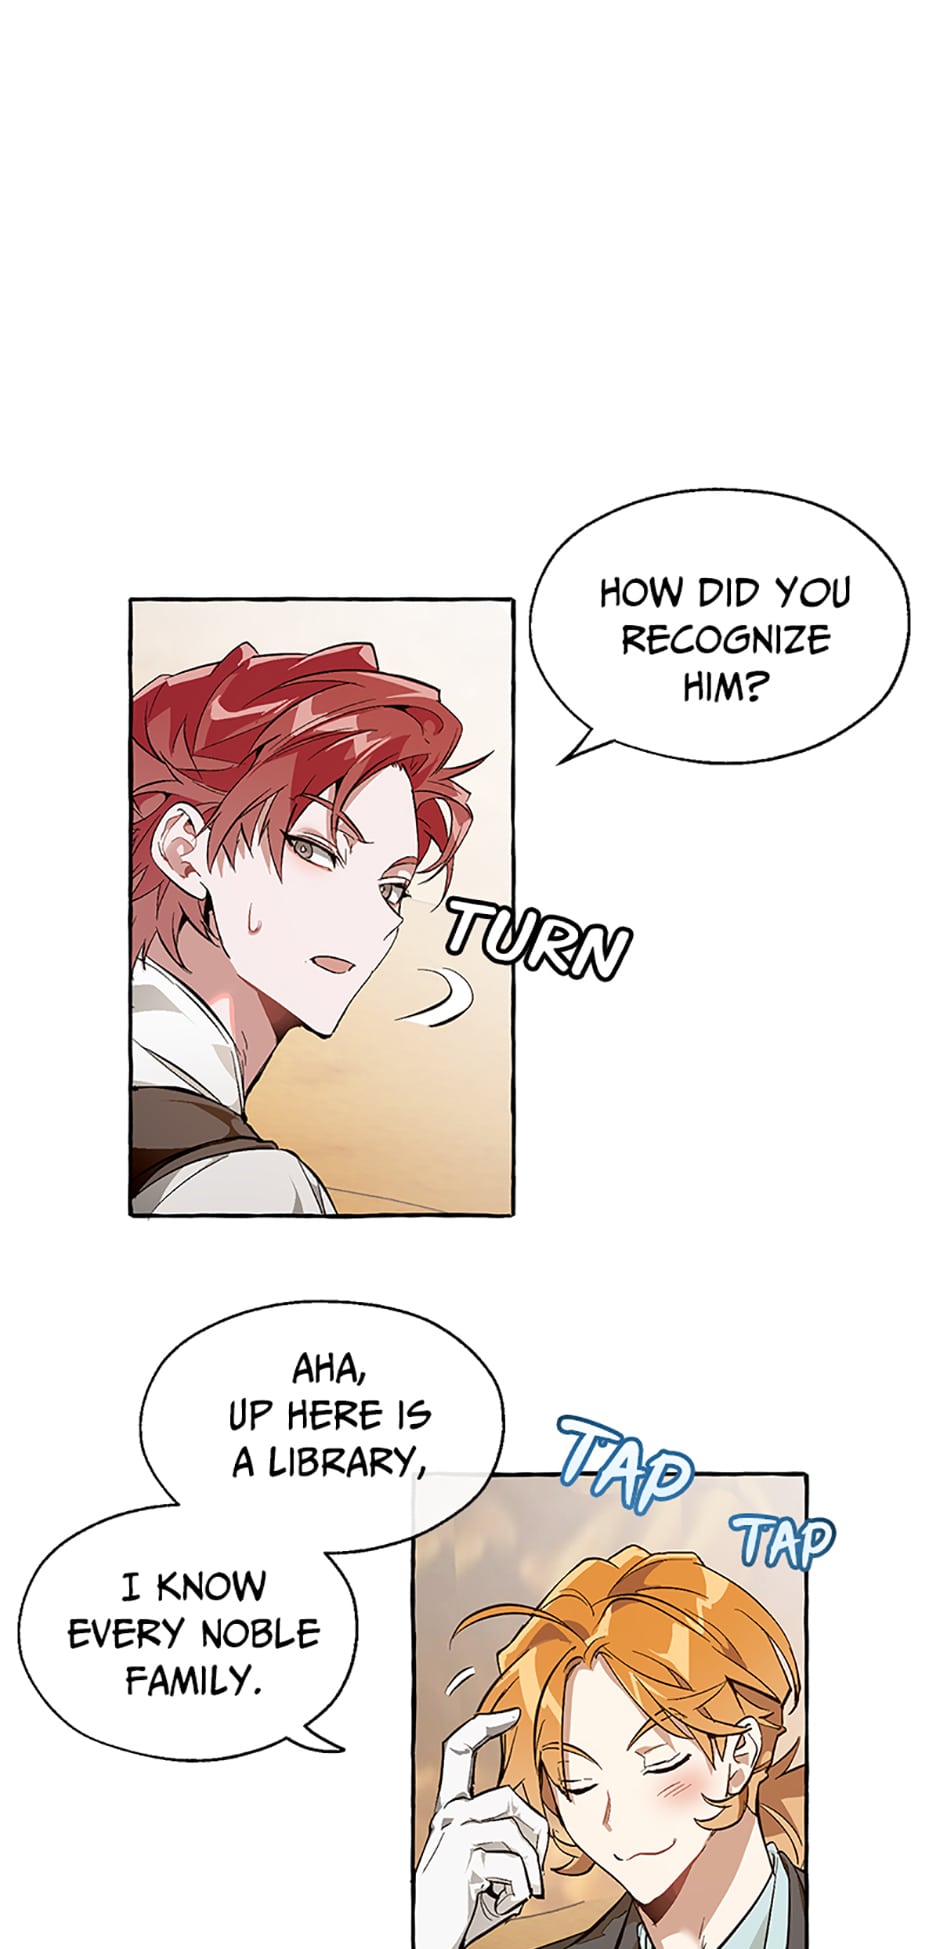 HOW DID YOU
RECOGNIZE
HIM?
TURN
AHA,
UP HERE IS
A LIBRARY,
TAP
TAP
I KNOW
EVERY NOBLE
FAMILY.